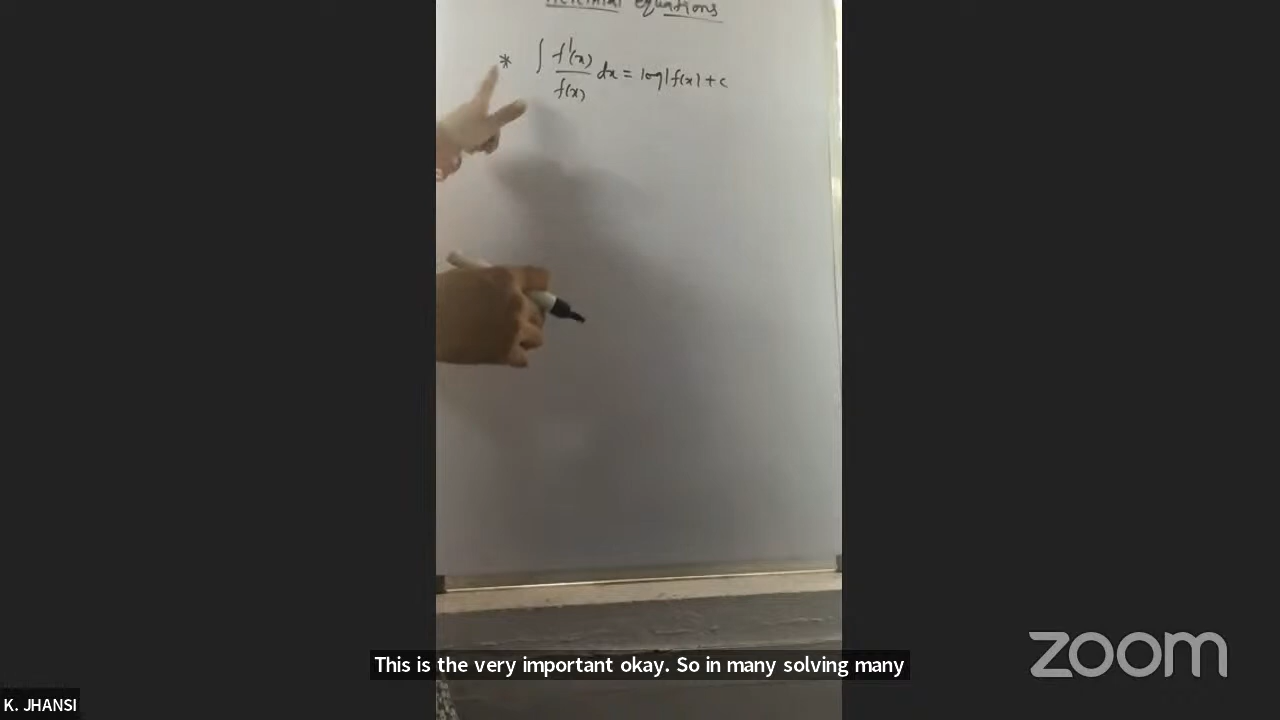 equations
* ∫ f'(x)/f(x) dx = log|f(x) + c
This is the very important okay. So in many solving many
zoom
K. JHANSI